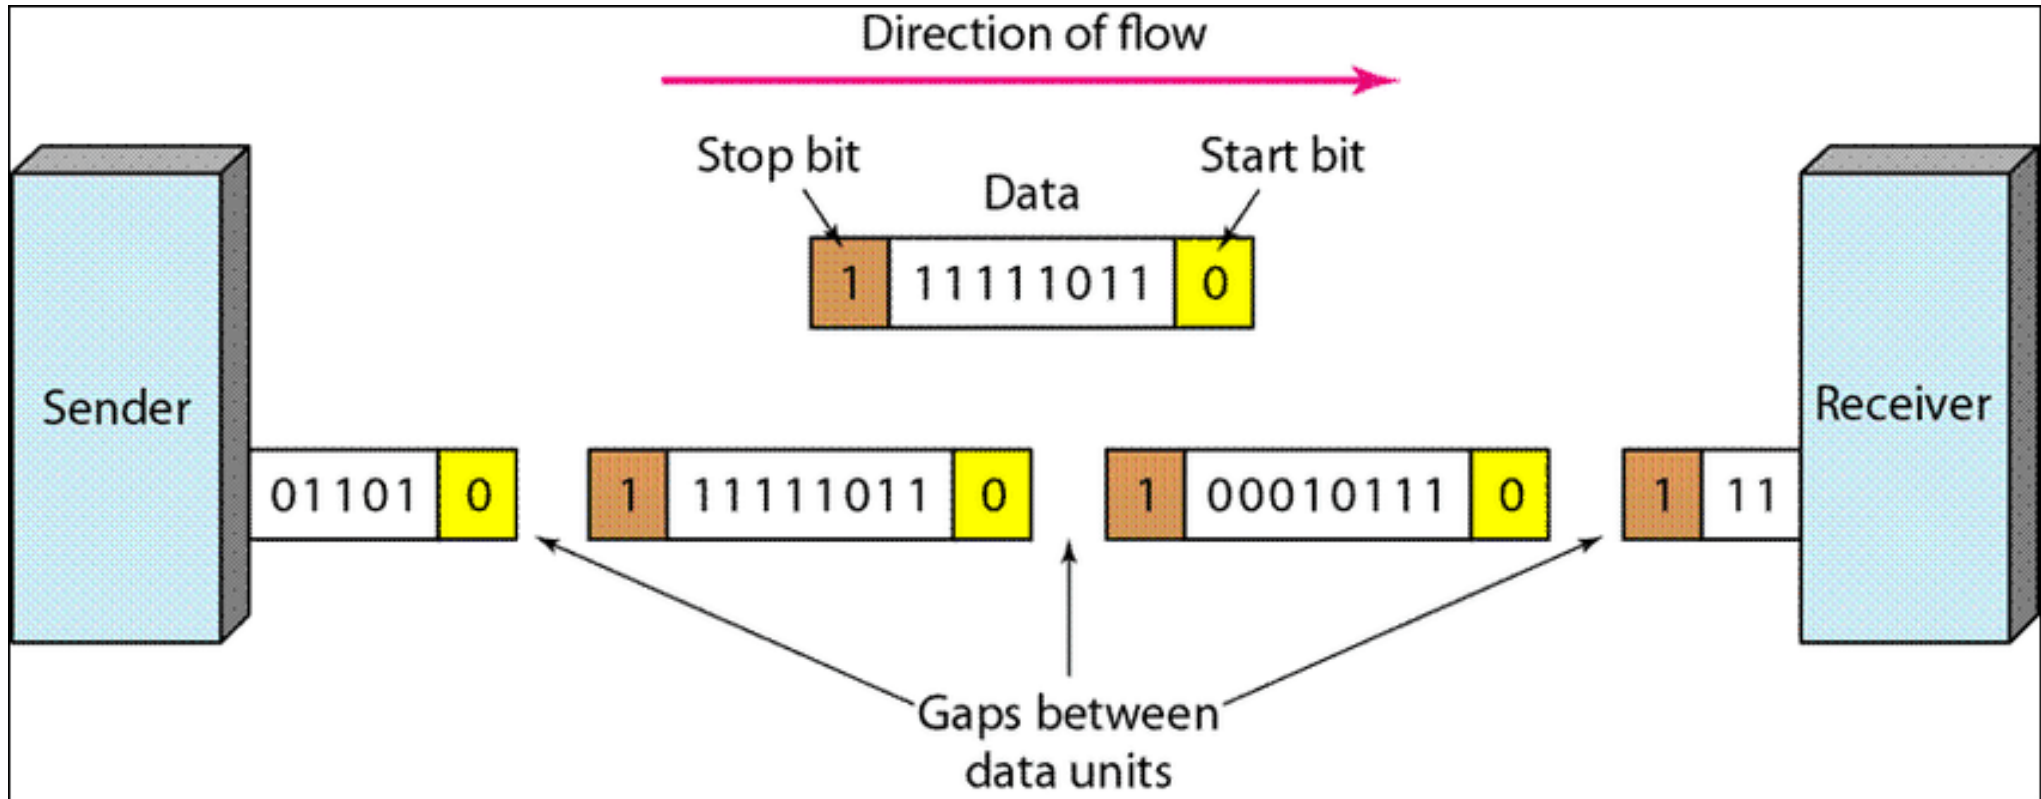 Direction of flow
Stop bit
Start bit
Data
1 11111011 0
Sender
Receiver
01101 0 1 11111011 0 1 00010111 0 1 11
Gaps between
data units